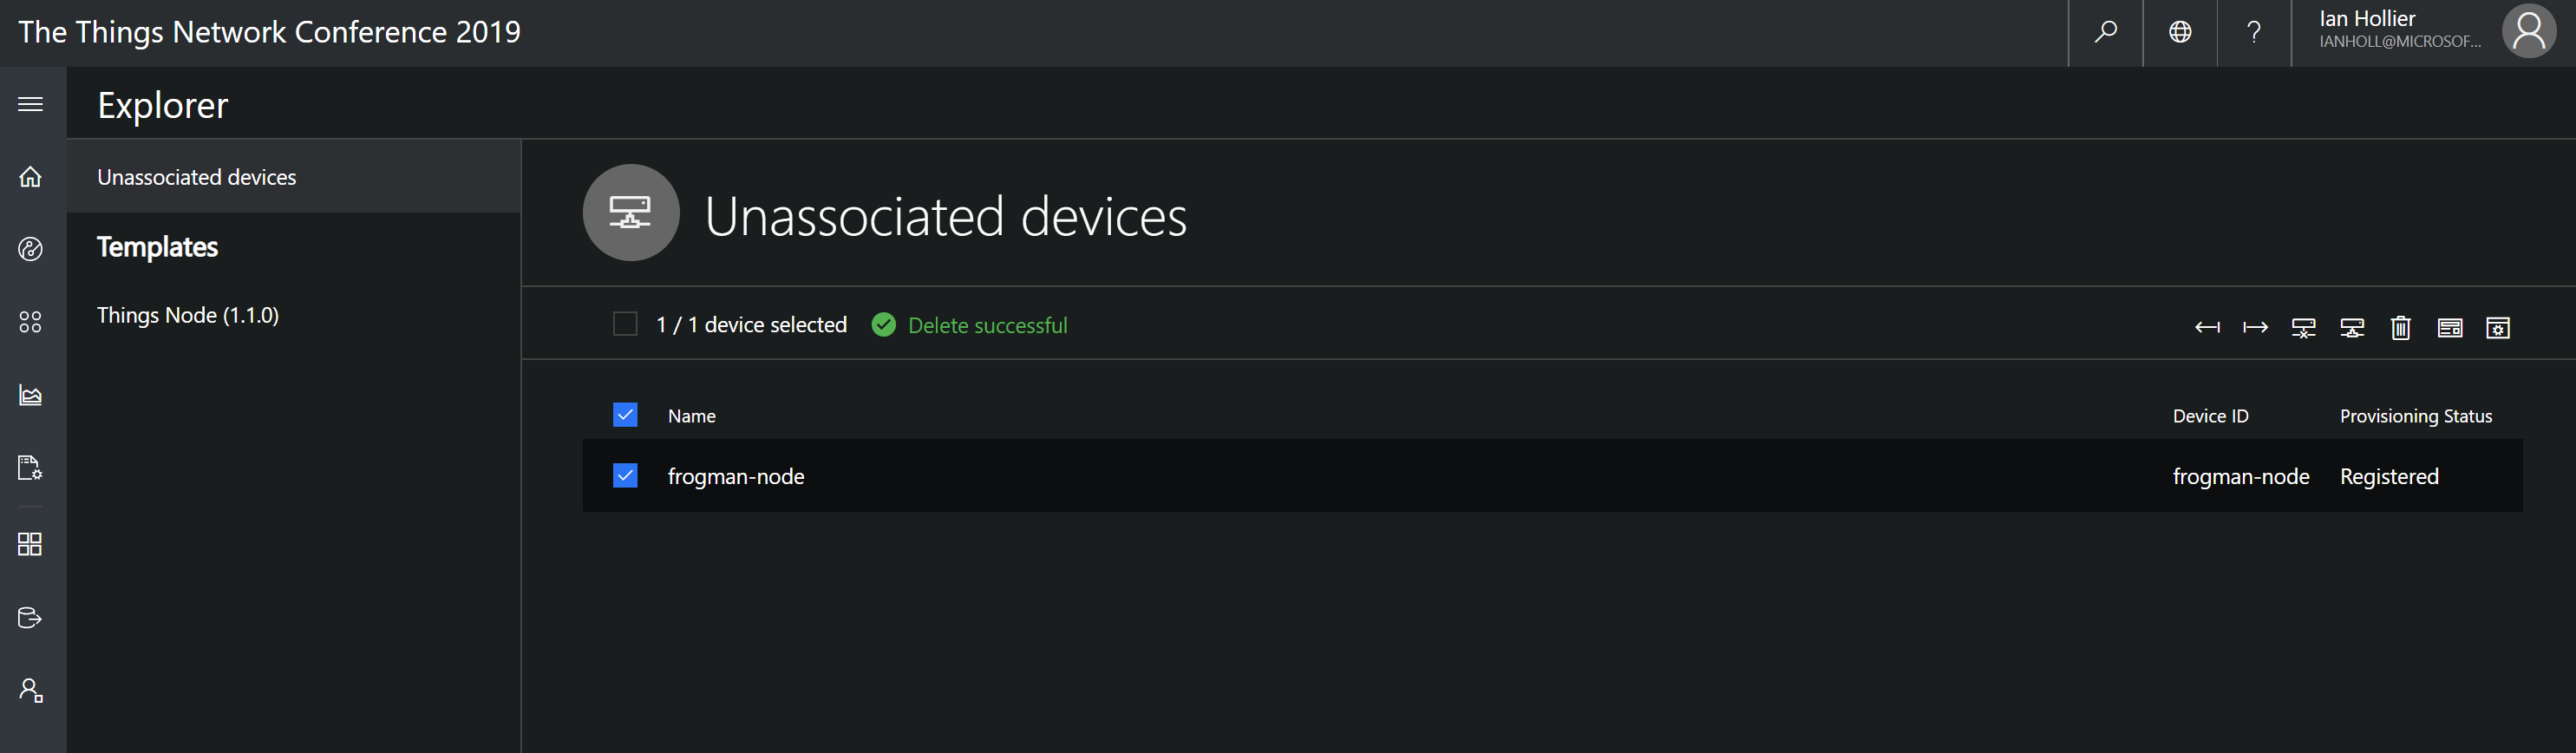 The Things Network Conference 2019
Ian Hollier
IANHOLL@MICROSOF...
Explorer
Unassociated devices
Templates
Things Node (1.1.0)
Unassociated devices
1 / 1 device selected
Delete successful
Name
Device ID
Provisioning Status
frogman-node
frogman-node
Registered